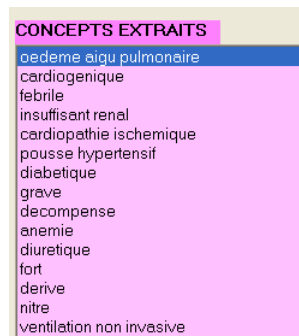 CONCEPTS EXTRAITS
oedeme aigu pulmonaire
cardiogenique
febrile
insuffisant renal
cardiopathie ischemique
pousse hypertensif
diabetique
grave
decompense
anemie
diuretique
fort
derive
nitre
ventilation non invasive